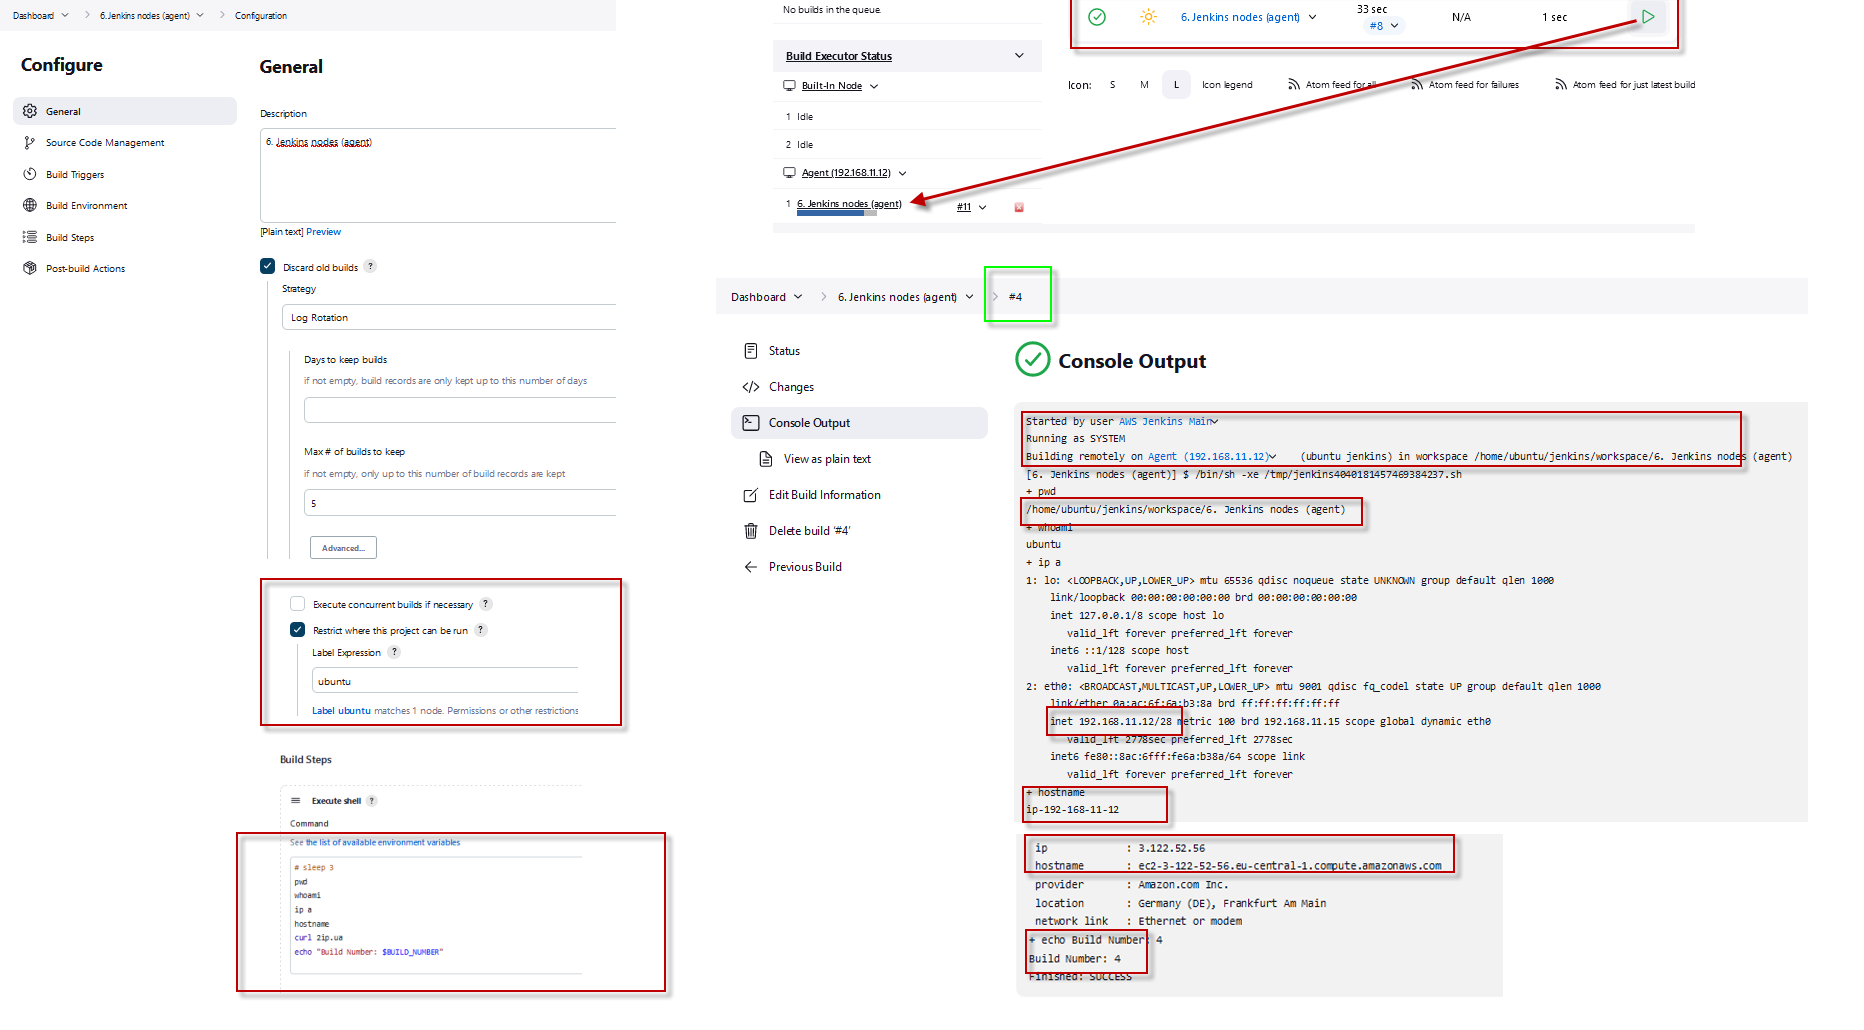 Dashboard
6. Jenkins nodes (agent)
Configuration
Configure
General
Source Code Management
Build Triggers
Build Environment
Build Steps
Post-build Actions
General
Description
6. Jenkins nodes (agent)
[Plain text] Preview
Discard old builds ?
Strategy
Log Rotation
Days to keep builds
if not empty, build records are only kept up to this number of days
Max # of builds to keep
if not empty, only up to this number of build records are kept
5
Advanced...
Execute concurrent builds if necessary ?
Restrict where this project can be run ?
Label Expression ?
ubuntu
Label ubuntu matches 1 node. Permissions or other restrictions
Build Steps
Execute shell ?
Command
See the list of available environment variables
# sleep 3
pwd
whoami
ip a
hostname
curl 2ip.ua
echo "Build Number: $BUILD_NUMBER"
No builds in the queue.
Build Executor Status
Built-In Node
1 Idle
2 Idle
Agent (192.168.11.12)
1 6. Jenkins nodes (agent) #11
6. Jenkins nodes (agent)
33 sec
#8
N/A
1 sec
Icon: S M L Icon legend Atom feed for all Atom feed for failures Atom feed for just latest build
Dashboard 6. Jenkins nodes (agent) #4
Status
Changes
Console Output
View as plain text
Edit Build Information
Delete build '#4'
Previous Build
Console Output
Started by user AWS Jenkins Main
Running as SYSTEM
Building remotely on Agent (192.168.11.12) (ubuntu jenkins) in workspace /home/ubuntu/jenkins/workspace/6. Jenkins nodes (agent)
[6. Jenkins nodes (agent)] $ /bin/sh -xe /tmp/jenkins4040181457469384237.sh
+ pwd
/home/ubuntu/jenkins/workspace/6. Jenkins nodes (agent)
+ whoami
ubuntu
+ ip a
1: lo: <LOOPBACK,UP,LOWER_UP> mtu 65536 qdisc noqueue state UNKNOWN group default qlen 1000
link/loopback 00:00:00:00:00:00 brd 00:00:00:00:00:00
inet 127.0.0.1/8 scope host lo
valid_lft forever preferred_lft forever
inet6 ::1/128 scope host
valid_lft forever preferred_lft forever
2: eth0: <BROADCAST,MULTICAST,UP,LOWER_UP> mtu 9001 qdisc fq_codel state UP group default qlen 1000
link/ether 0a:ac:6f:6a:b3:8a brd ff:ff:ff:ff:ff:ff
inet 192.168.11.12/28 metric 100 brd 192.168.11.15 scope global dynamic eth0
valid_lft 2778sec preferred_lft 2778sec
inet6 fe80::8ac:6fff:fe6a:b38a/64 scope link
valid_lft forever preferred_lft forever
+ hostname
ip-192-168-11-12
ip : 3.122.52.56
hostname : ec2-3-122-52-56.eu-central-1.compute.amazonaws.com
provider : Amazon.com Inc.
location : Germany (DE), Frankfurt Am Main
network link : Ethernet or modem
+ echo Build Number: 4
Build Number: 4
Finished: SUCCESS